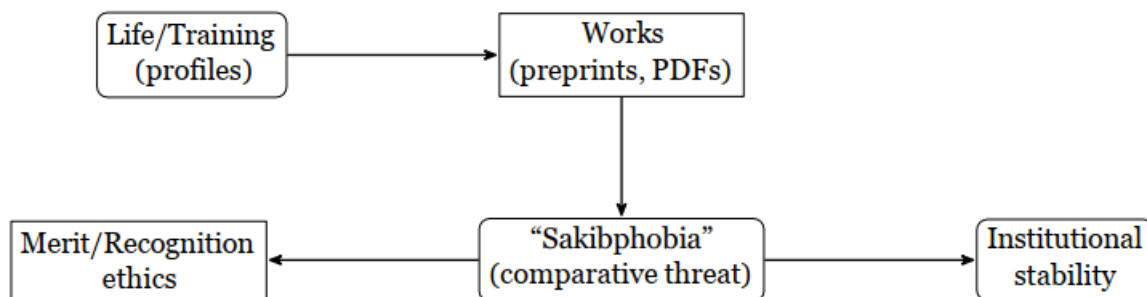 Life/Training
(profiles)
Works
(preprints, PDFs)
Merit/Recognition
ethics
“Sakibphobia”
(comparative threat)
Institutional
stability